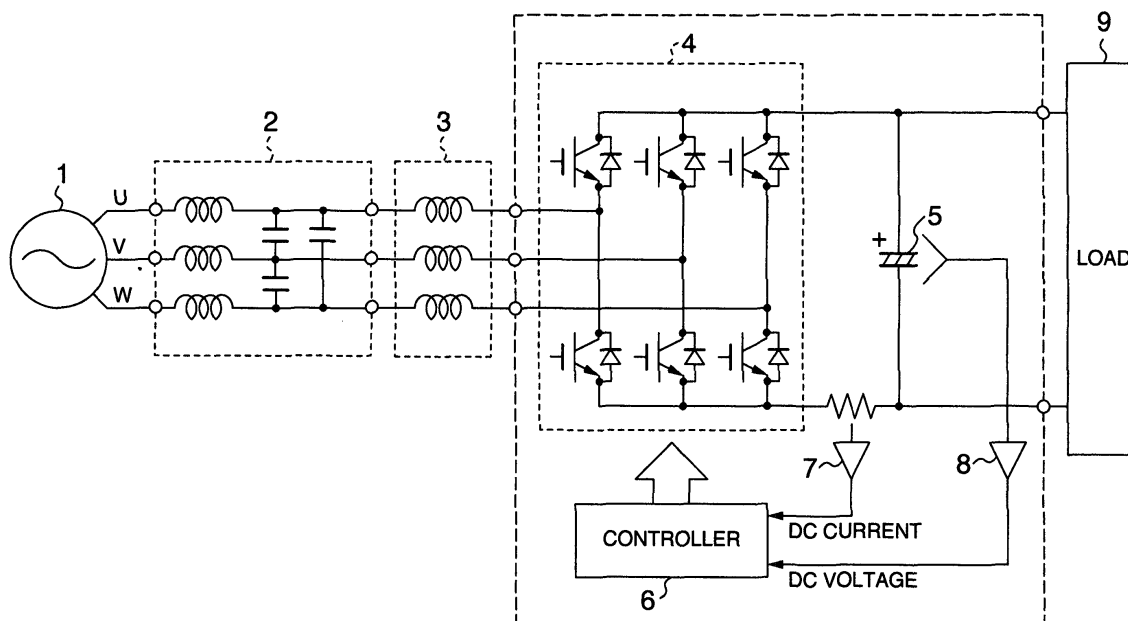 4
9
2
3
1
U
V
W
5
+
LOAD
7
8
CONTROLLER
DC CURRENT
DC VOLTAGE
6